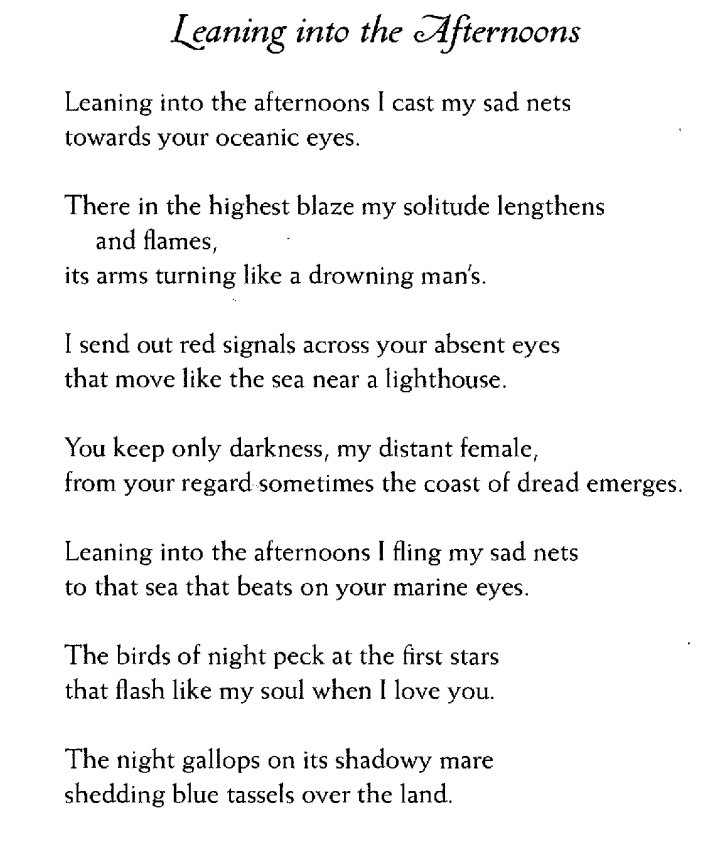 Leaning into the Afternoons
Leaning into the afternoons I cast my sad nets
towards your oceanic eyes.
There in the highest blaze my solitude lengthens
and flames,
its arms turning like a drowning man's.
I send out red signals across your absent eyes
that move like the sea near a lighthouse.
You keep only darkness, my distant female,
from your regard sometimes the coast of dread emerges.
Leaning into the afternoons I fling my sad nets
to that sea that beats on your marine eyes.
The birds of night peck at the first stars
that flash like my soul when I love you.
The night gallops on its shadowy mare
shedding blue tassels over the land.